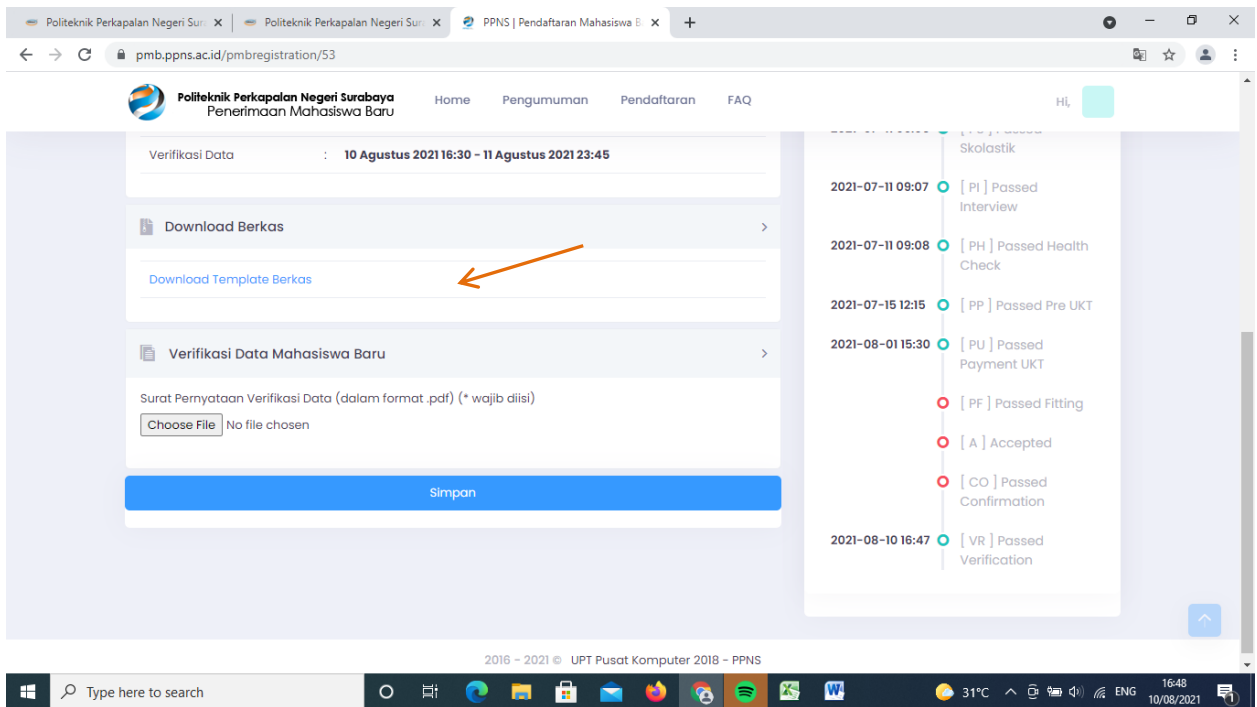 Politeknik Perkapalan Negeri Sur
Politeknik Perkapalan Negeri Sur
PPNS | Pendaftaran Mahasiswa B
pmb.ppns.ac.id/pmbregistration/53
Politeknik Perkapalan Negeri Surabaya
Penerimaan Mahasiswa Baru
Home
Pengumuman
Pendaftaran
FAQ
Hi,
Verifikasi Data : 10 Agustus 2021 16:30 - 11 Agustus 2021 23:45
Download Berkas
Download Template Berkas
Verifikasi Data Mahasiswa Baru
Surat Pernyataan Verifikasi Data (dalam format .pdf) (* wajib diisi)
Choose File No file chosen
Simpan
Skolastik
2021-07-11 09:07 [ PI ] Passed
Interview
2021-07-11 09:08 [ PH ] Passed Health
Check
2021-07-15 12:15 [ PP ] Passed Pre UKT
2021-08-01 15:30 [ PU ] Passed
Payment UKT
[ PF ] Passed Fitting
[ A ] Accepted
[ CO ] Passed
Confirmation
2021-08-10 16:47 [ VR ] Passed
Verification
2016 - 2021 © UPT Pusat Komputer 2018 - PPNS
Type here to search
31°C
ENG
16:48
10/08/2021